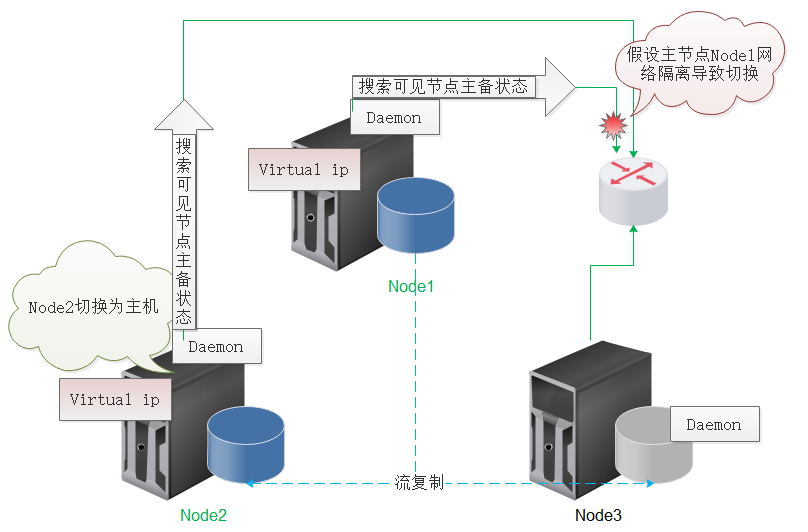 假设主节点Node1网
络隔离导致切换
搜索可见节点主备状态
Daemon
Virtual ip
Node1
搜索可见节点主备状态
Node2切换为主机
Daemon
Virtual ip
Daemon
流复制
Node2
Node3